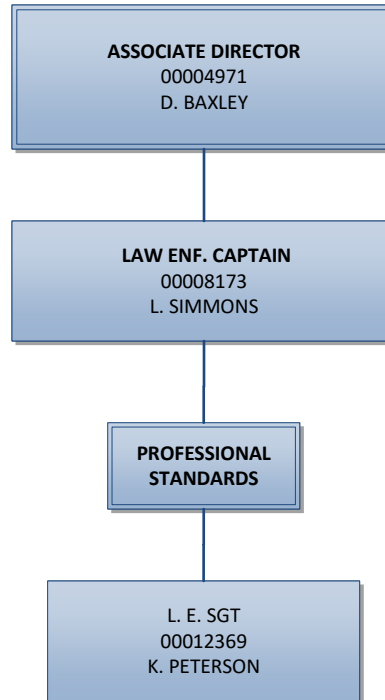 ASSOCIATE DIRECTOR
00004971
D. BAXLEY
LAW ENF. CAPTAIN
00008173
L. SIMMONS
PROFESSIONAL
STANDARDS
L. E. SGT
00012369
K. PETERSON